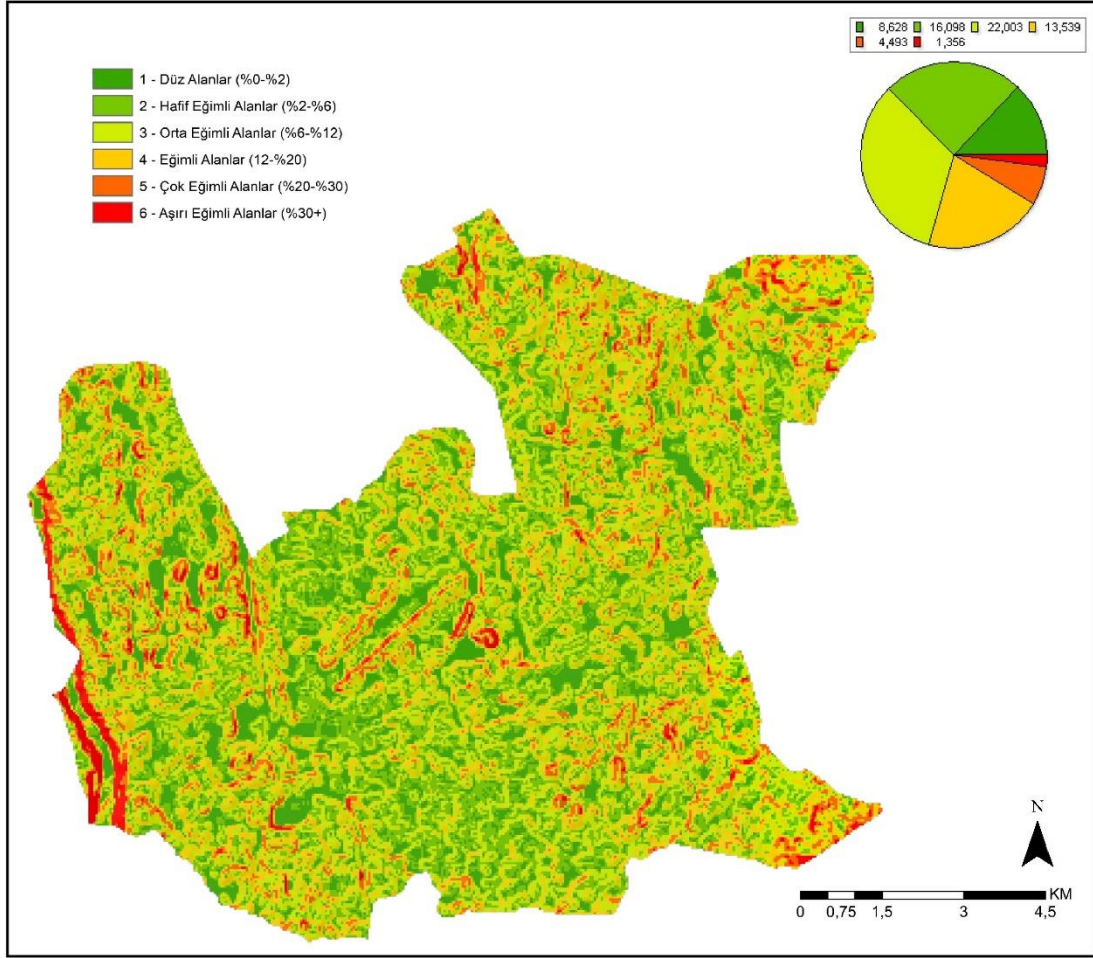 8,628 16,098 22,003 13,539
4,493 1,356
1 - Düz Alanlar (%0-%2)
2 - Hafif Eğimli Alanlar (%2-%6)
3 - Orta Eğimli Alanlar (%6-%12)
4 - Eğimli Alanlar (12-%20)
5 - Çok Eğimli Alanlar (%20-%30)
6 - Aşırı Eğimli Alanlar (%30+)
N
KM
0 0,75 1,5 3 4,5